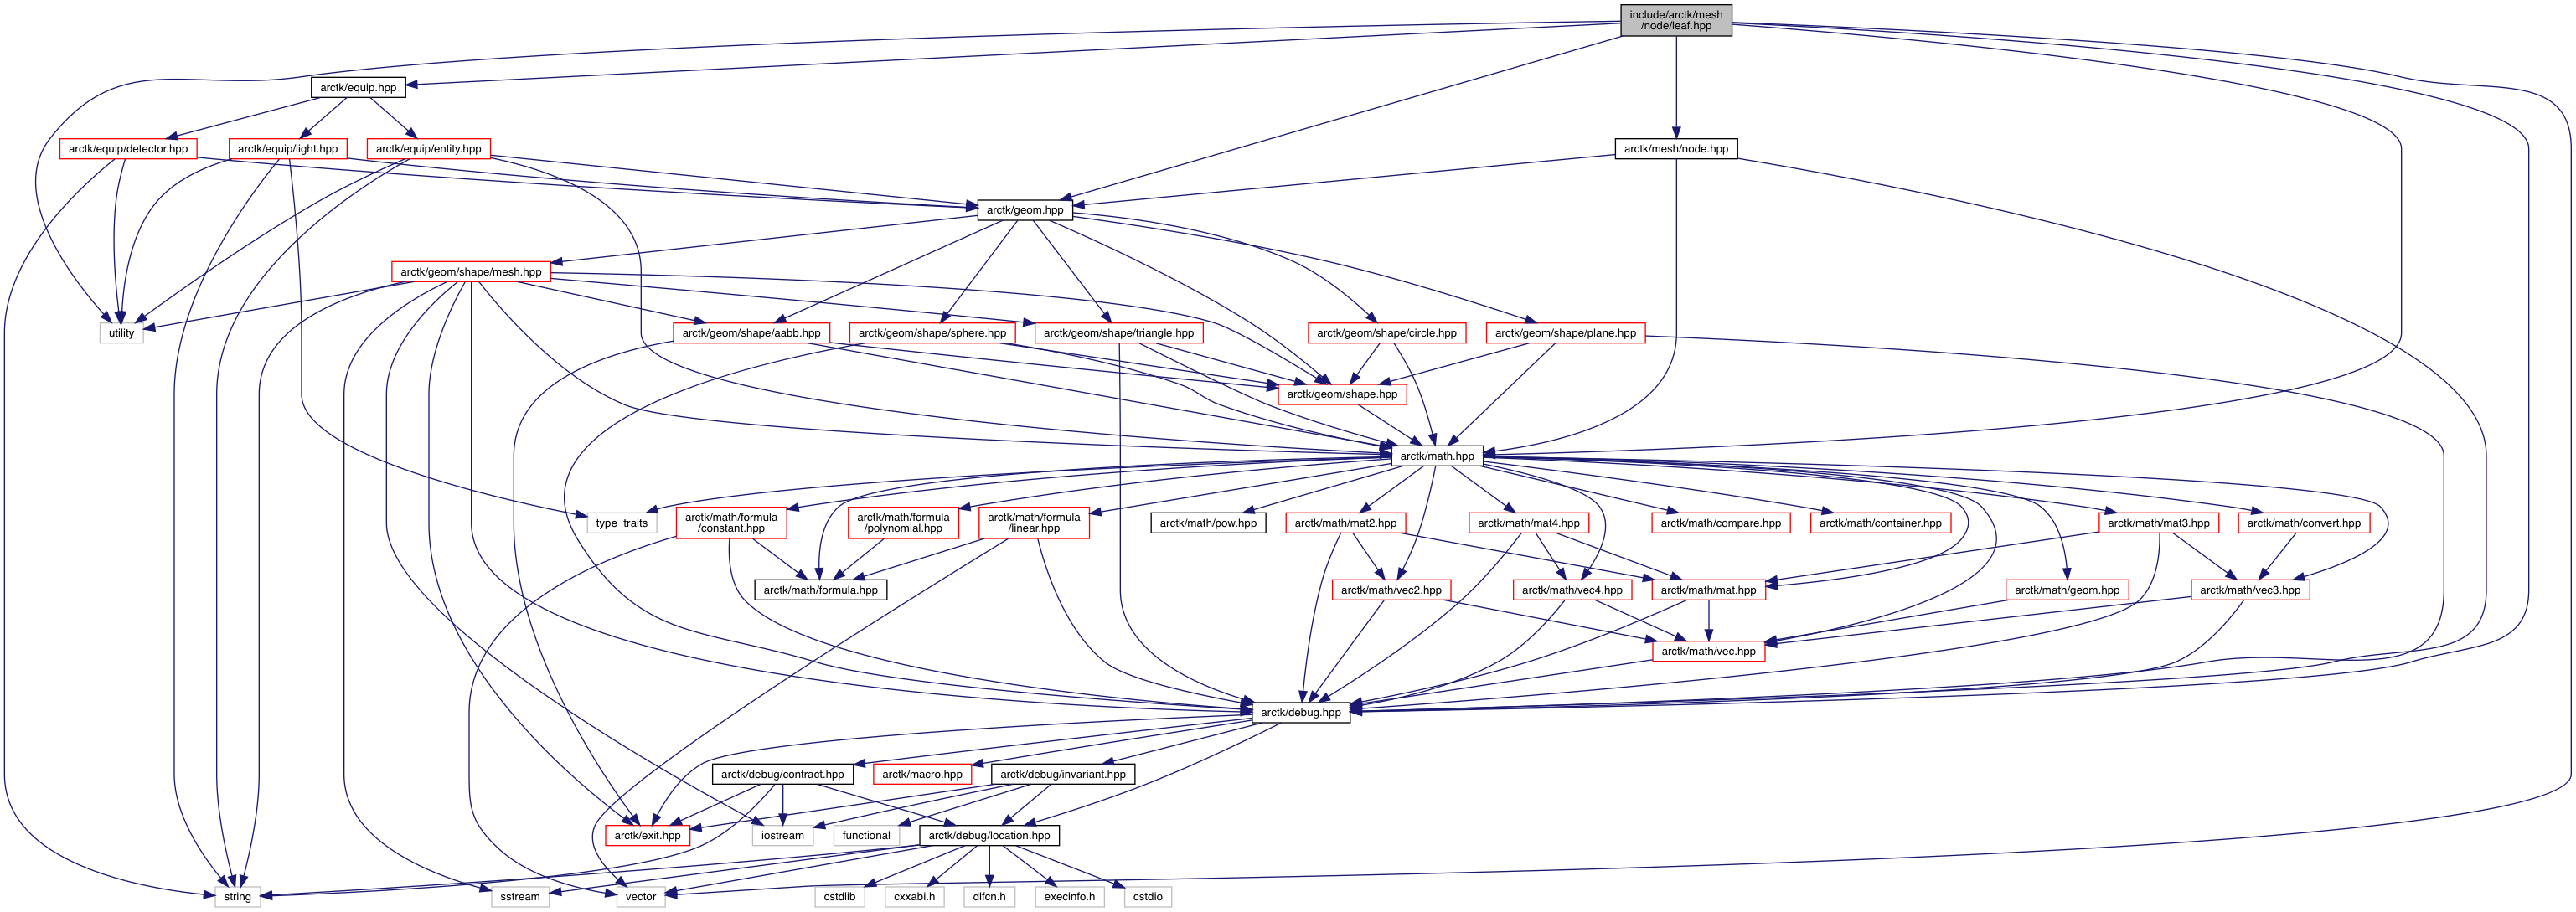 include/arctk/mesh
/node/leaf.hpp
arctk/equip.hpp
arctk/equip/detector.hpp
arctk/equip/light.hpp
arctk/equip/entity.hpp
arctk/mesh/node.hpp
arctk/geom.hpp
arctk/geom/shape/mesh.hpp
utility
arctk/geom/shape/aabb.hpp
arctk/geom/shape/sphere.hpp
arctk/geom/shape/triangle.hpp
arctk/geom/shape/circle.hpp
arctk/geom/shape/plane.hpp
arctk/geom/shape.hpp
arctk/math.hpp
type_traits
arctk/math/formula
/constant.hpp
arctk/math/formula
/polynomial.hpp
arctk/math/formula
/linear.hpp
arctk/math/pow.hpp
arctk/math/mat2.hpp
arctk/math/mat4.hpp
arctk/math/compare.hpp
arctk/math/container.hpp
arctk/math/mat3.hpp
arctk/math/convert.hpp
arctk/math/formula.hpp
arctk/math/vec2.hpp
arctk/math/vec4.hpp
arctk/math/mat.hpp
arctk/math/geom.hpp
arctk/math/vec3.hpp
arctk/math/vec.hpp
arctk/debug.hpp
arctk/debug/contract.hpp
arctk/macro.hpp
arctk/debug/invariant.hpp
arctk/exit.hpp
iostream
functional
arctk/debug/location.hpp
string
sstream
vector
cstdlib
cxxabi.h
dlfcn.h
execinfo.h
cstdio